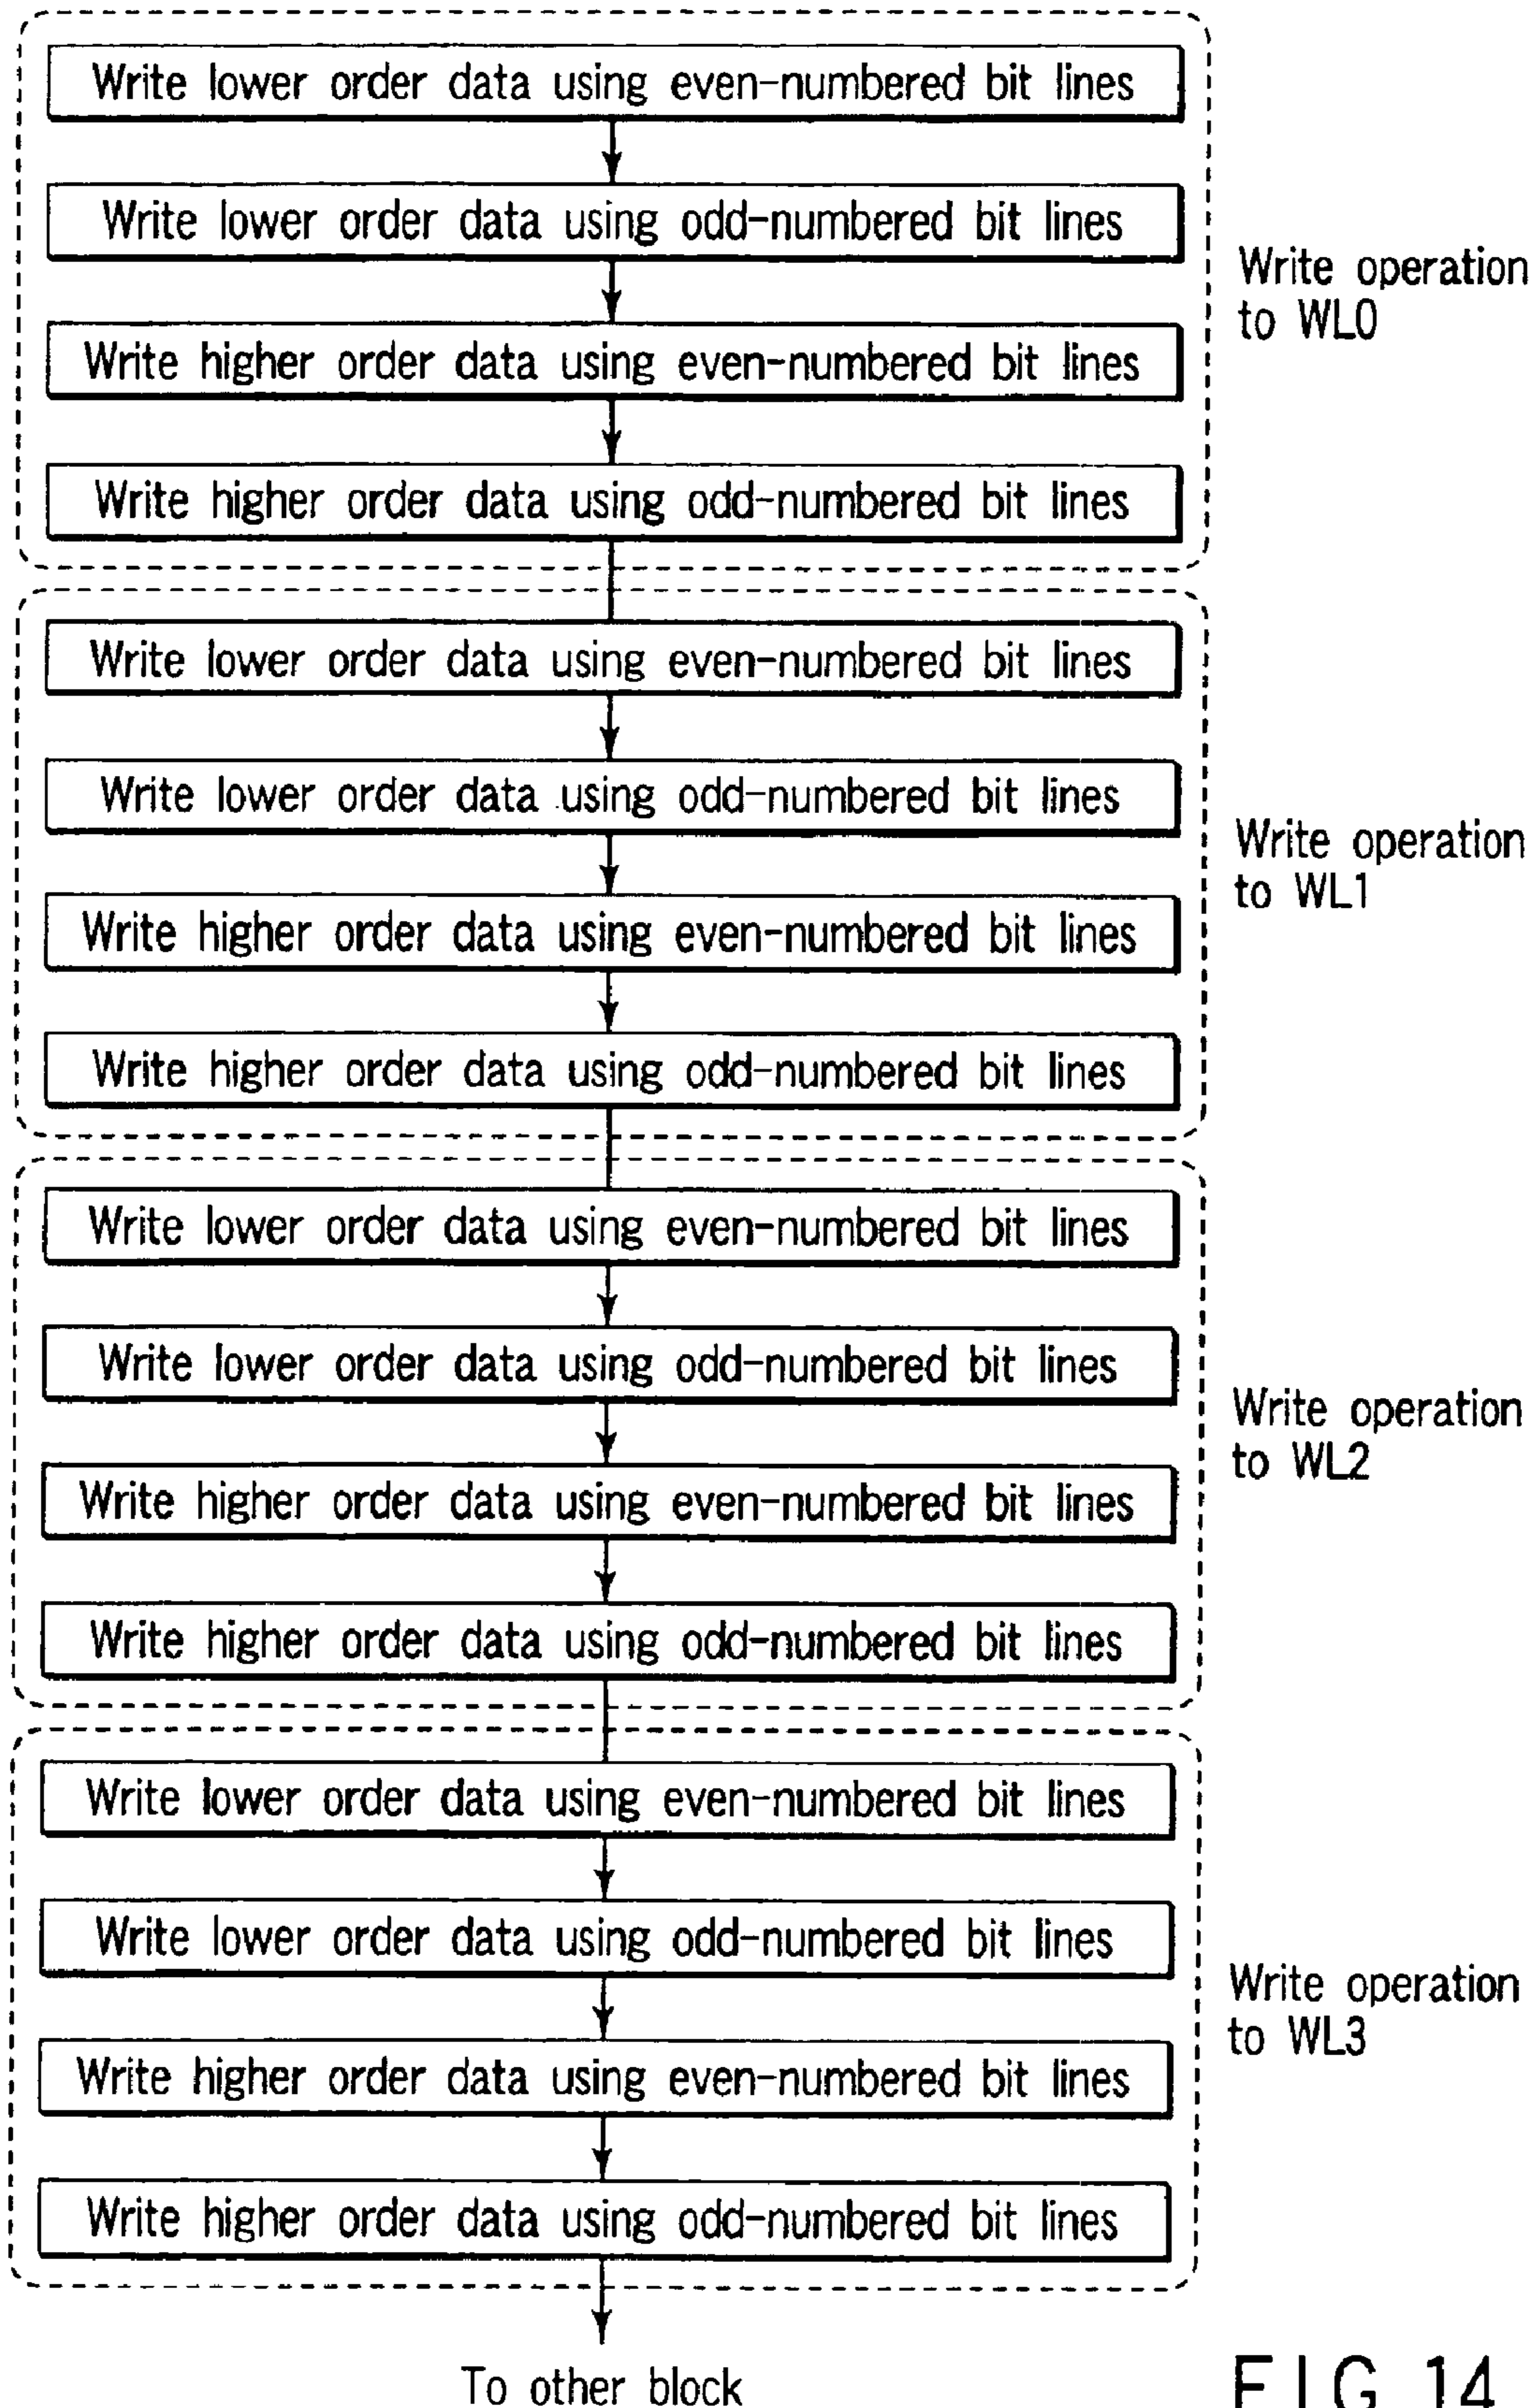 Write lower order data using even-numbered bit lines
Write lower order data using odd-numbered bit lines
Write higher order data using even-numbered bit lines
Write higher order data using odd-numbered bit lines
Write operation
to WL0
Write lower order data using even-numbered bit lines
Write lower order data using odd-numbered bit lines
Write higher order data using even-numbered bit lines
Write higher order data using odd-numbered bit lines
Write operation
to WL1
Write lower order data using even-numbered bit lines
Write lower order data using odd-numbered bit lines
Write higher order data using even-numbered bit lines
Write higher order data using odd-numbered bit lines
Write operation
to WL2
Write lower order data using even-numbered bit lines
Write lower order data using odd-numbered bit lines
Write higher order data using even-numbered bit lines
Write higher order data using odd-numbered bit lines
Write operation
to WL3
To other block
FIG. 14